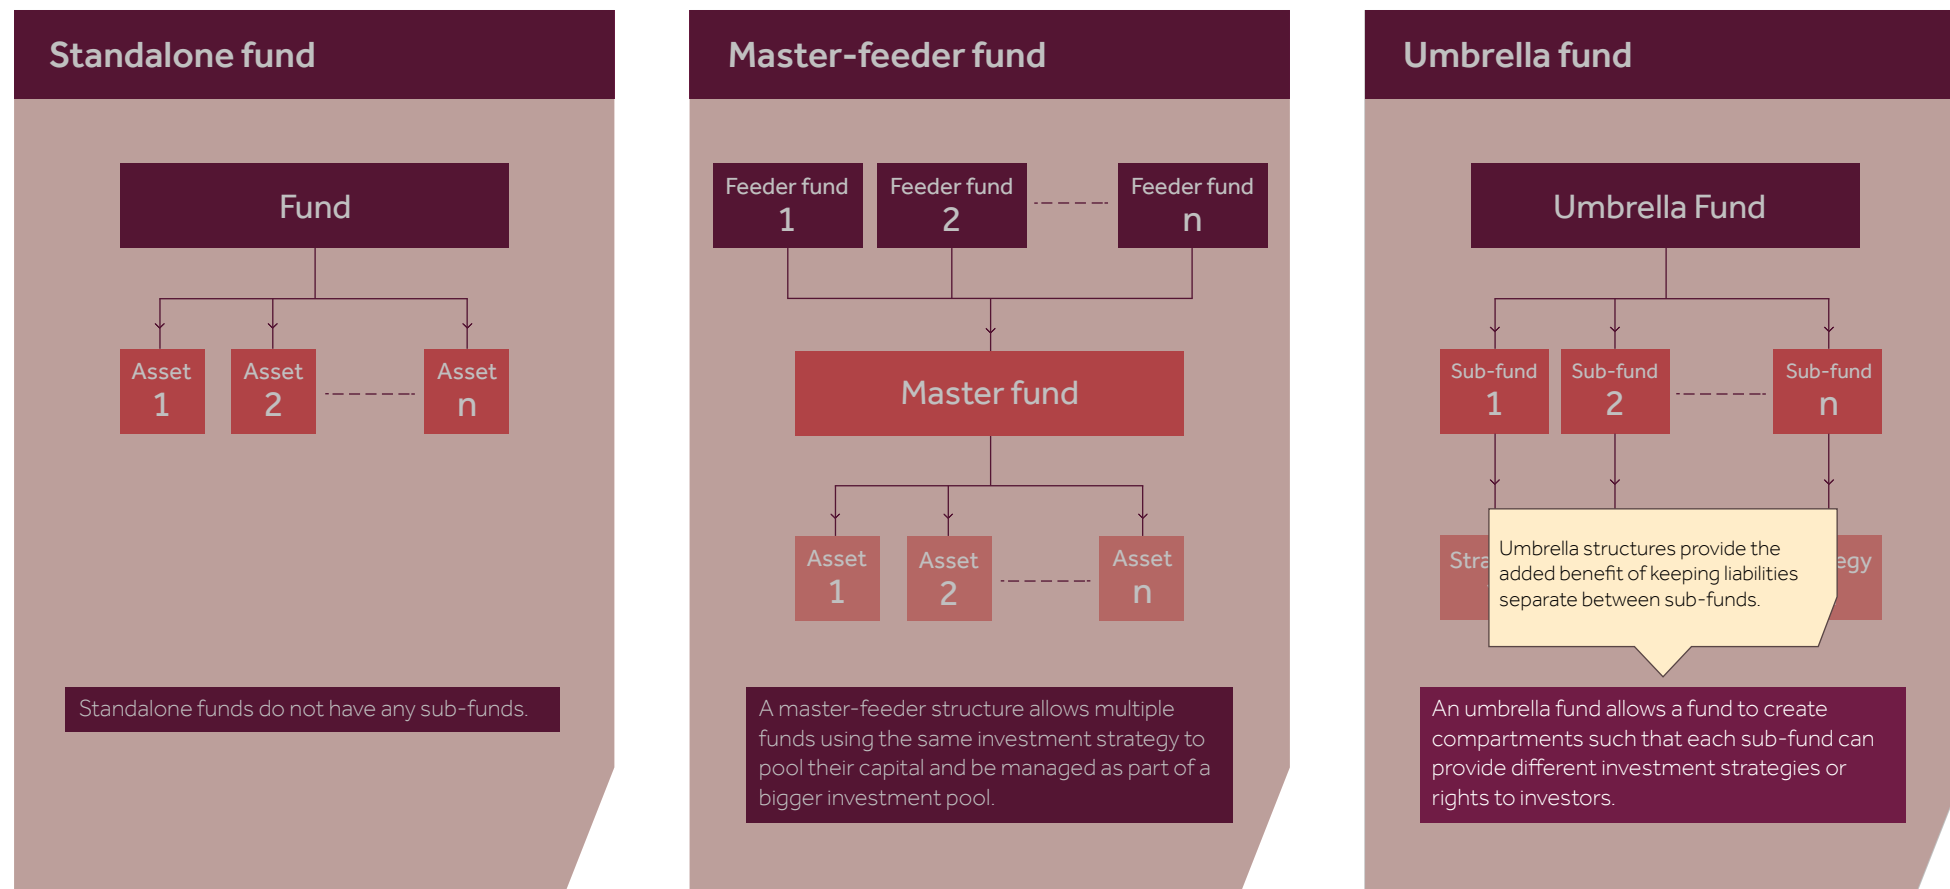 Standalone fund
Fund
Asset
1
Asset
2
Asset
n
Standalone funds do not have any sub-funds.
Master-feeder fund
Feeder fund
1
Feeder fund
2
Feeder fund
n
Master fund
Asset
1
Asset
2
Asset
n
A master-feeder structure allows multiple
funds using the same investment strategy to
pool their capital and be managed as part of a
bigger investment pool.
Umbrella fund
Umbrella Fund
Sub-fund
1
Sub-fund
2
Sub-fund
n
Umbrella structures provide the
added benefit of keeping liabilities
separate between sub-funds.
An umbrella fund allows a fund to create
compartments such that each sub-fund can
provide different investment strategies or
rights to investors.